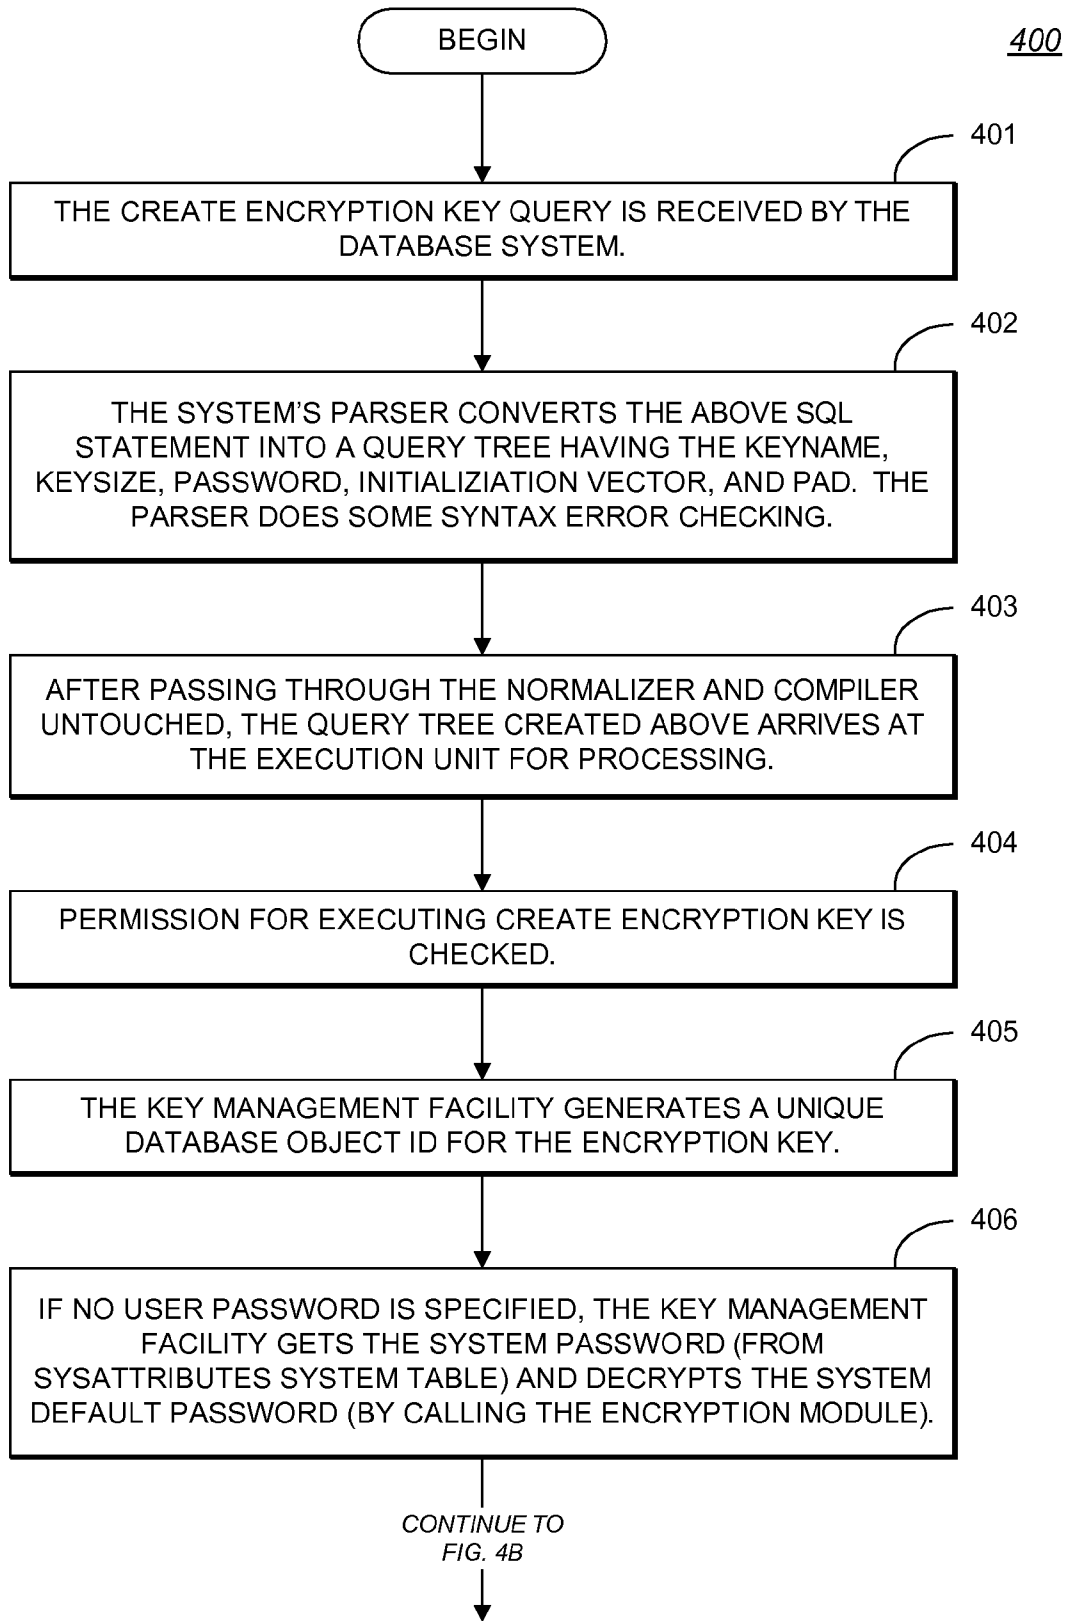 BEGIN
400
401
THE CREATE ENCRYPTION KEY QUERY IS RECEIVED BY THE
DATABASE SYSTEM.
402
THE SYSTEM'S PARSER CONVERTS THE ABOVE SQL
STATEMENT INTO A QUERY TREE HAVING THE KEYNAME,
KEYSIZE, PASSWORD, INITIALIZIATION VECTOR, AND PAD. THE
PARSER DOES SOME SYNTAX ERROR CHECKING.
403
AFTER PASSING THROUGH THE NORMALIZER AND COMPILER
UNTOUCHED, THE QUERY TREE CREATED ABOVE ARRIVES AT
THE EXECUTION UNIT FOR PROCESSING.
404
PERMISSION FOR EXECUTING CREATE ENCRYPTION KEY IS
CHECKED.
405
THE KEY MANAGEMENT FACILITY GENERATES A UNIQUE
DATABASE OBJECT ID FOR THE ENCRYPTION KEY.
406
IF NO USER PASSWORD IS SPECIFIED, THE KEY MANAGEMENT
FACILITY GETS THE SYSTEM PASSWORD (FROM
SYSATTRIBUTES SYSTEM TABLE) AND DECRYPTS THE SYSTEM
DEFAULT PASSWORD (BY CALLING THE ENCRYPTION MODULE).
CONTINUE TO
FIG. 4B